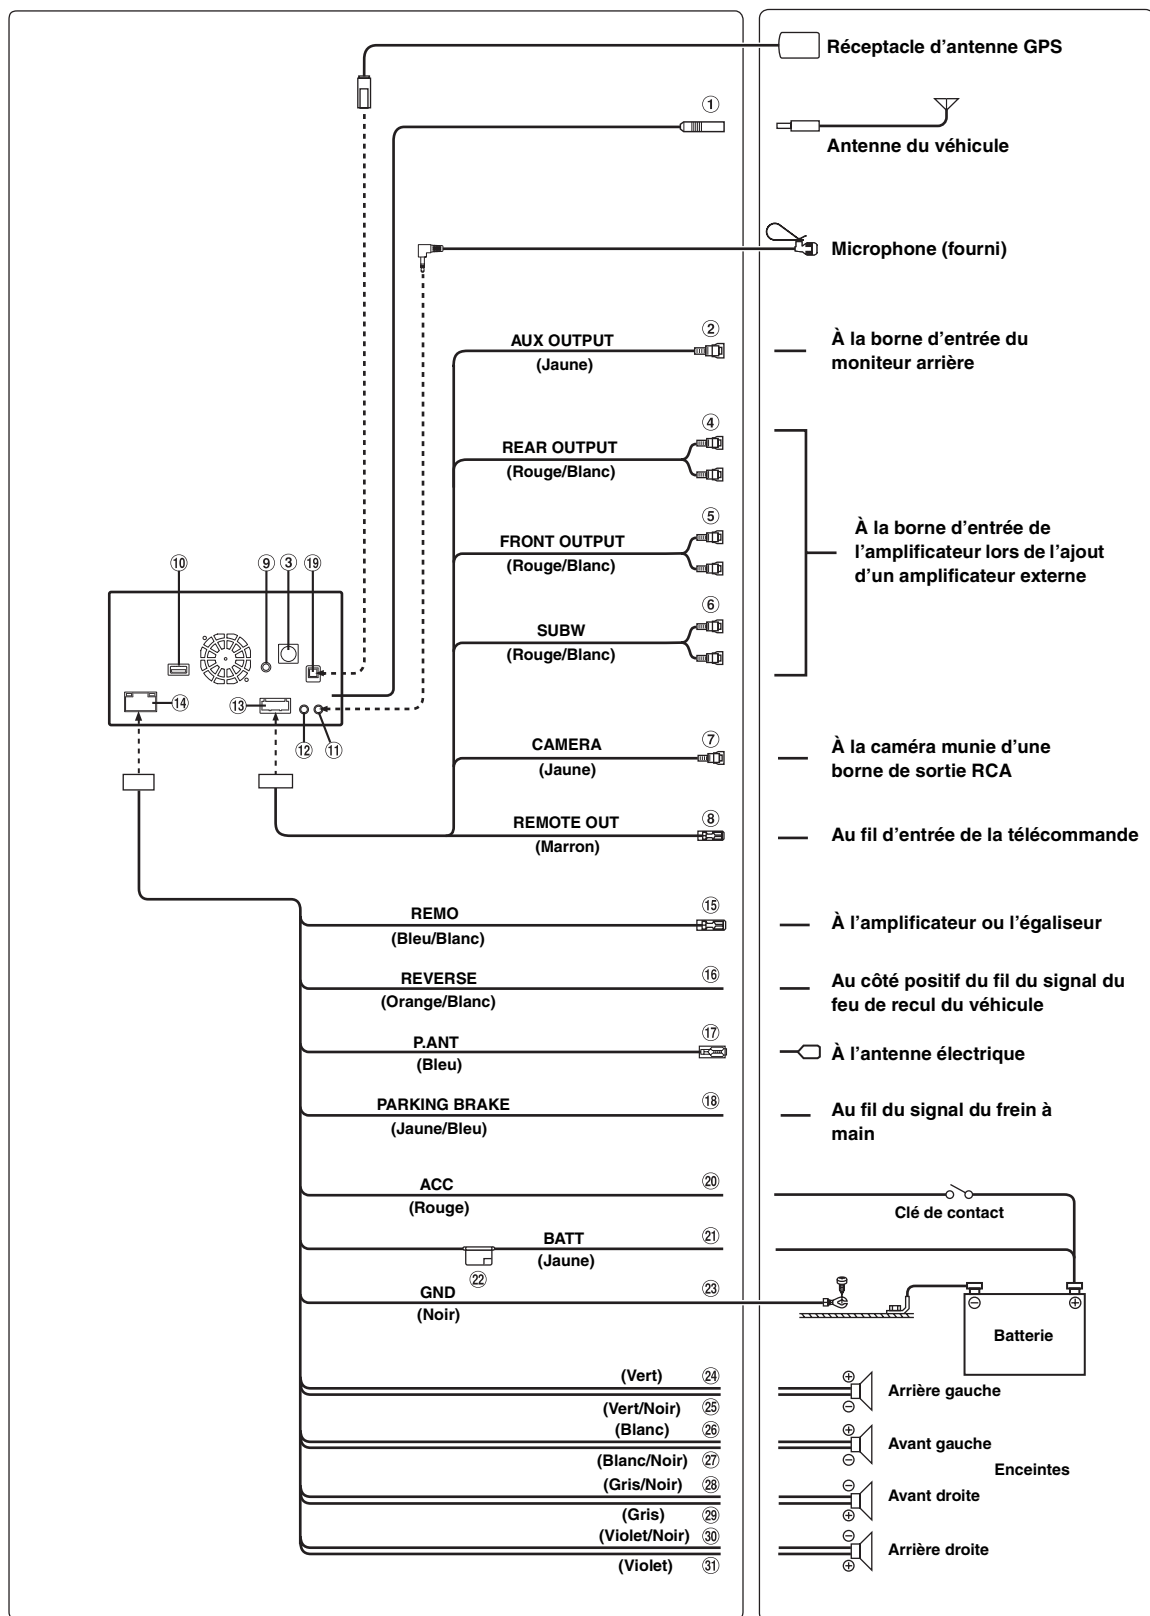 Réceptacle d'antenne GPS
①
Antenne du véhicule
Microphone (fourni)
AUX OUTPUT
(Jaune)
②
À la borne d'entrée du
moniteur arrière
④
REAR OUTPUT
(Rouge/Blanc)
⑤
FRONT OUTPUT
(Rouge/Blanc)
À la borne d'entrée de
l'amplificateur lors de l'ajout
d'un amplificateur externe
⑩ ⑨ ③ ⑲
⑥
SUBW
(Rouge/Blanc)
⑭ ⑬
⑫ ⑪
⑦
CAMERA
(Jaune)
À la caméra munie d'une
borne de sortie RCA
⑧
REMOTE OUT
(Marron)
Au fil d'entrée de la télécommande
REMO
(Bleu/Blanc)
⑮
À l'amplificateur ou l'égaliseur
REVERSE
(Orange/Blanc)
⑯
Au côté positif du fil du signal du
feu de recul du véhicule
P.ANT
(Bleu)
⑰
À l'antenne électrique
PARKING BRAKE
(Jaune/Bleu)
⑱
Au fil du signal du frein à
main
ACC
(Rouge)
⑳
Clé de contact
BATT
(Jaune)
㉑
㉒
GND
(Noir)
㉓
⊖ ⊕
Batterie
(Vert) ㉔ ⊕
Arrière gauche
(Vert/Noir) ㉕ ⊖
(Blanc) ㉖ ⊕
Avant gauche
(Blanc/Noir) ㉗ ⊖
Enceintes
(Gris/Noir) ㉘ ⊖
Avant droite
(Gris) ㉙ ⊕
(Violet/Noir) ㉚ ⊖
Arrière droite
(Violet) ㉛ ⊕